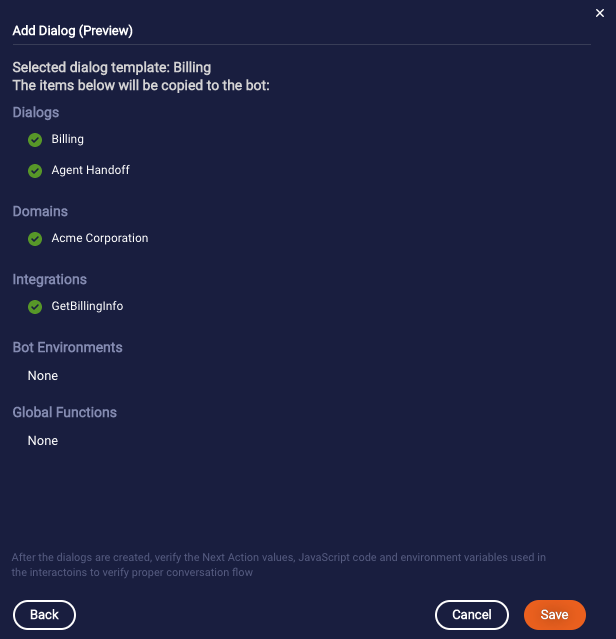 Add Dialog (Preview)
Selected dialog template: Billing
The items below will be copied to the bot:
Dialogs
Billing
Agent Handoff
Domains
Acme Corporation
Integrations
GetBillingInfo
Bot Environments
None
Global Functions
None
After the dialogs are created, verify the Next Action values, JavaScript code and environment variables used in
the interactoins to verify proper conversation flow
Back
Cancel
Save